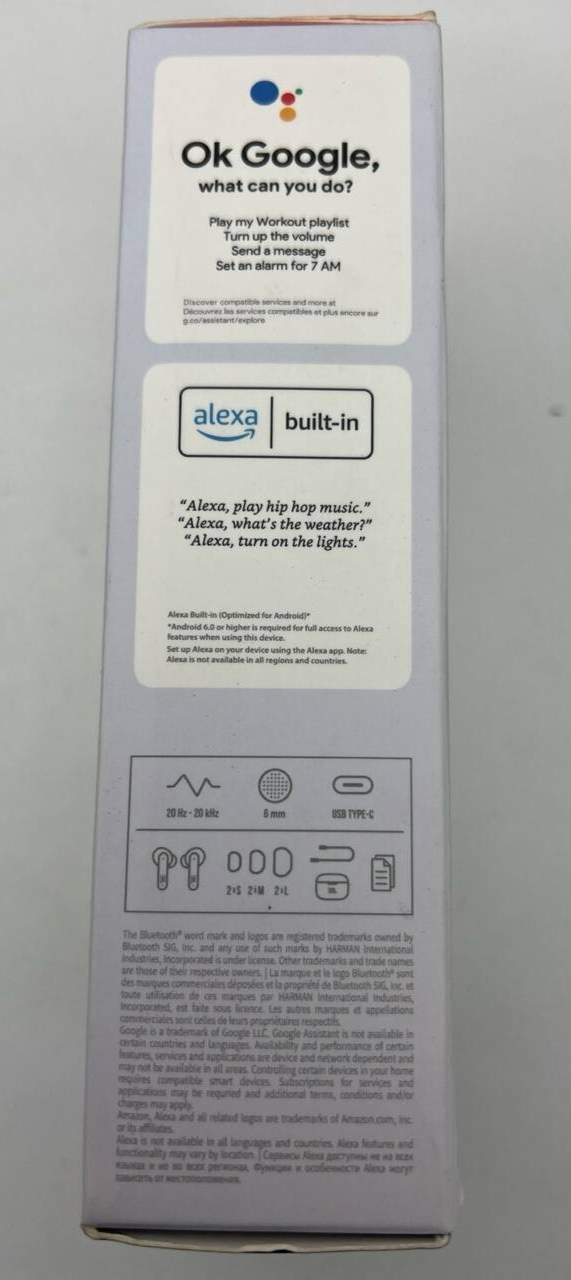 Ok Google,
what can you do?
Play my Workout playlist
Turn up the volume
Send a message
Set an alarm for 7 AM
Discover compatible services and more at
Découvrez les services compatibles et plus encore sur
g.co/assistant/explore
alexa | built-in
“Alexa, play hip hop music.”
“Alexa, what's the weather?”
“Alexa, turn on the lights.”
Alexa Built-in (Optimized for Android)*
*Android 6.0 or higher is required for full access to Alexa
features when using this device.
Set up Alexa on your device using the Alexa app. Note:
Alexa is not available in all regions and countries.
20 Hz - 20 kHz 6 mm USB TYPE-C
2xS 2xM 2xL
JBL
The Bluetooth® word mark and logos are registered trademarks owned by
Bluetooth SIG, Inc. and any use of such marks by HARMAN International
Industries, Incorporated is under license. Other trademarks and trade names
are those of their respective owners. | La marque et le logo Bluetooth® sont
des marques commerciales déposées et la propriété de Bluetooth SIG, Inc. et
toute utilisation de ces marques par HARMAN International Industries,
Incorporated, est faite sous licence. Les autres marques et appellations
commerciales sont celles de leurs propriétaires respectifs.
Google is a trademark of Google LLC. Google Assistant is not available in
certain countries and languages. Availability and performance of certain
features, services and applications are device and network dependent and
may not be available in all areas. Controlling certain devices in your home
requires compatible smart devices. Subscriptions for services and
applications may be required and additional terms, conditions and/or
charges may apply.
Amazon, Alexa and all related logos are trademarks of Amazon.com, Inc.
or its affiliates.
Alexa is not available in all languages and countries. Alexa features and
functionality may vary by location. | Сервисы Alexa доступны не на всех
языках и не во всех регионах. Функции и особенности Alexa могут
зависеть от местоположения.